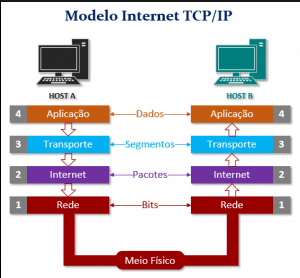 Modelo Internet TCP/IP
HOST A HOST B
4 Aplicação Dados Aplicação 4
3 Transporte Segmentos Transporte 3
2 Internet Pacotes Internet 2
1 Rede Bits Rede 1
Meio Físico